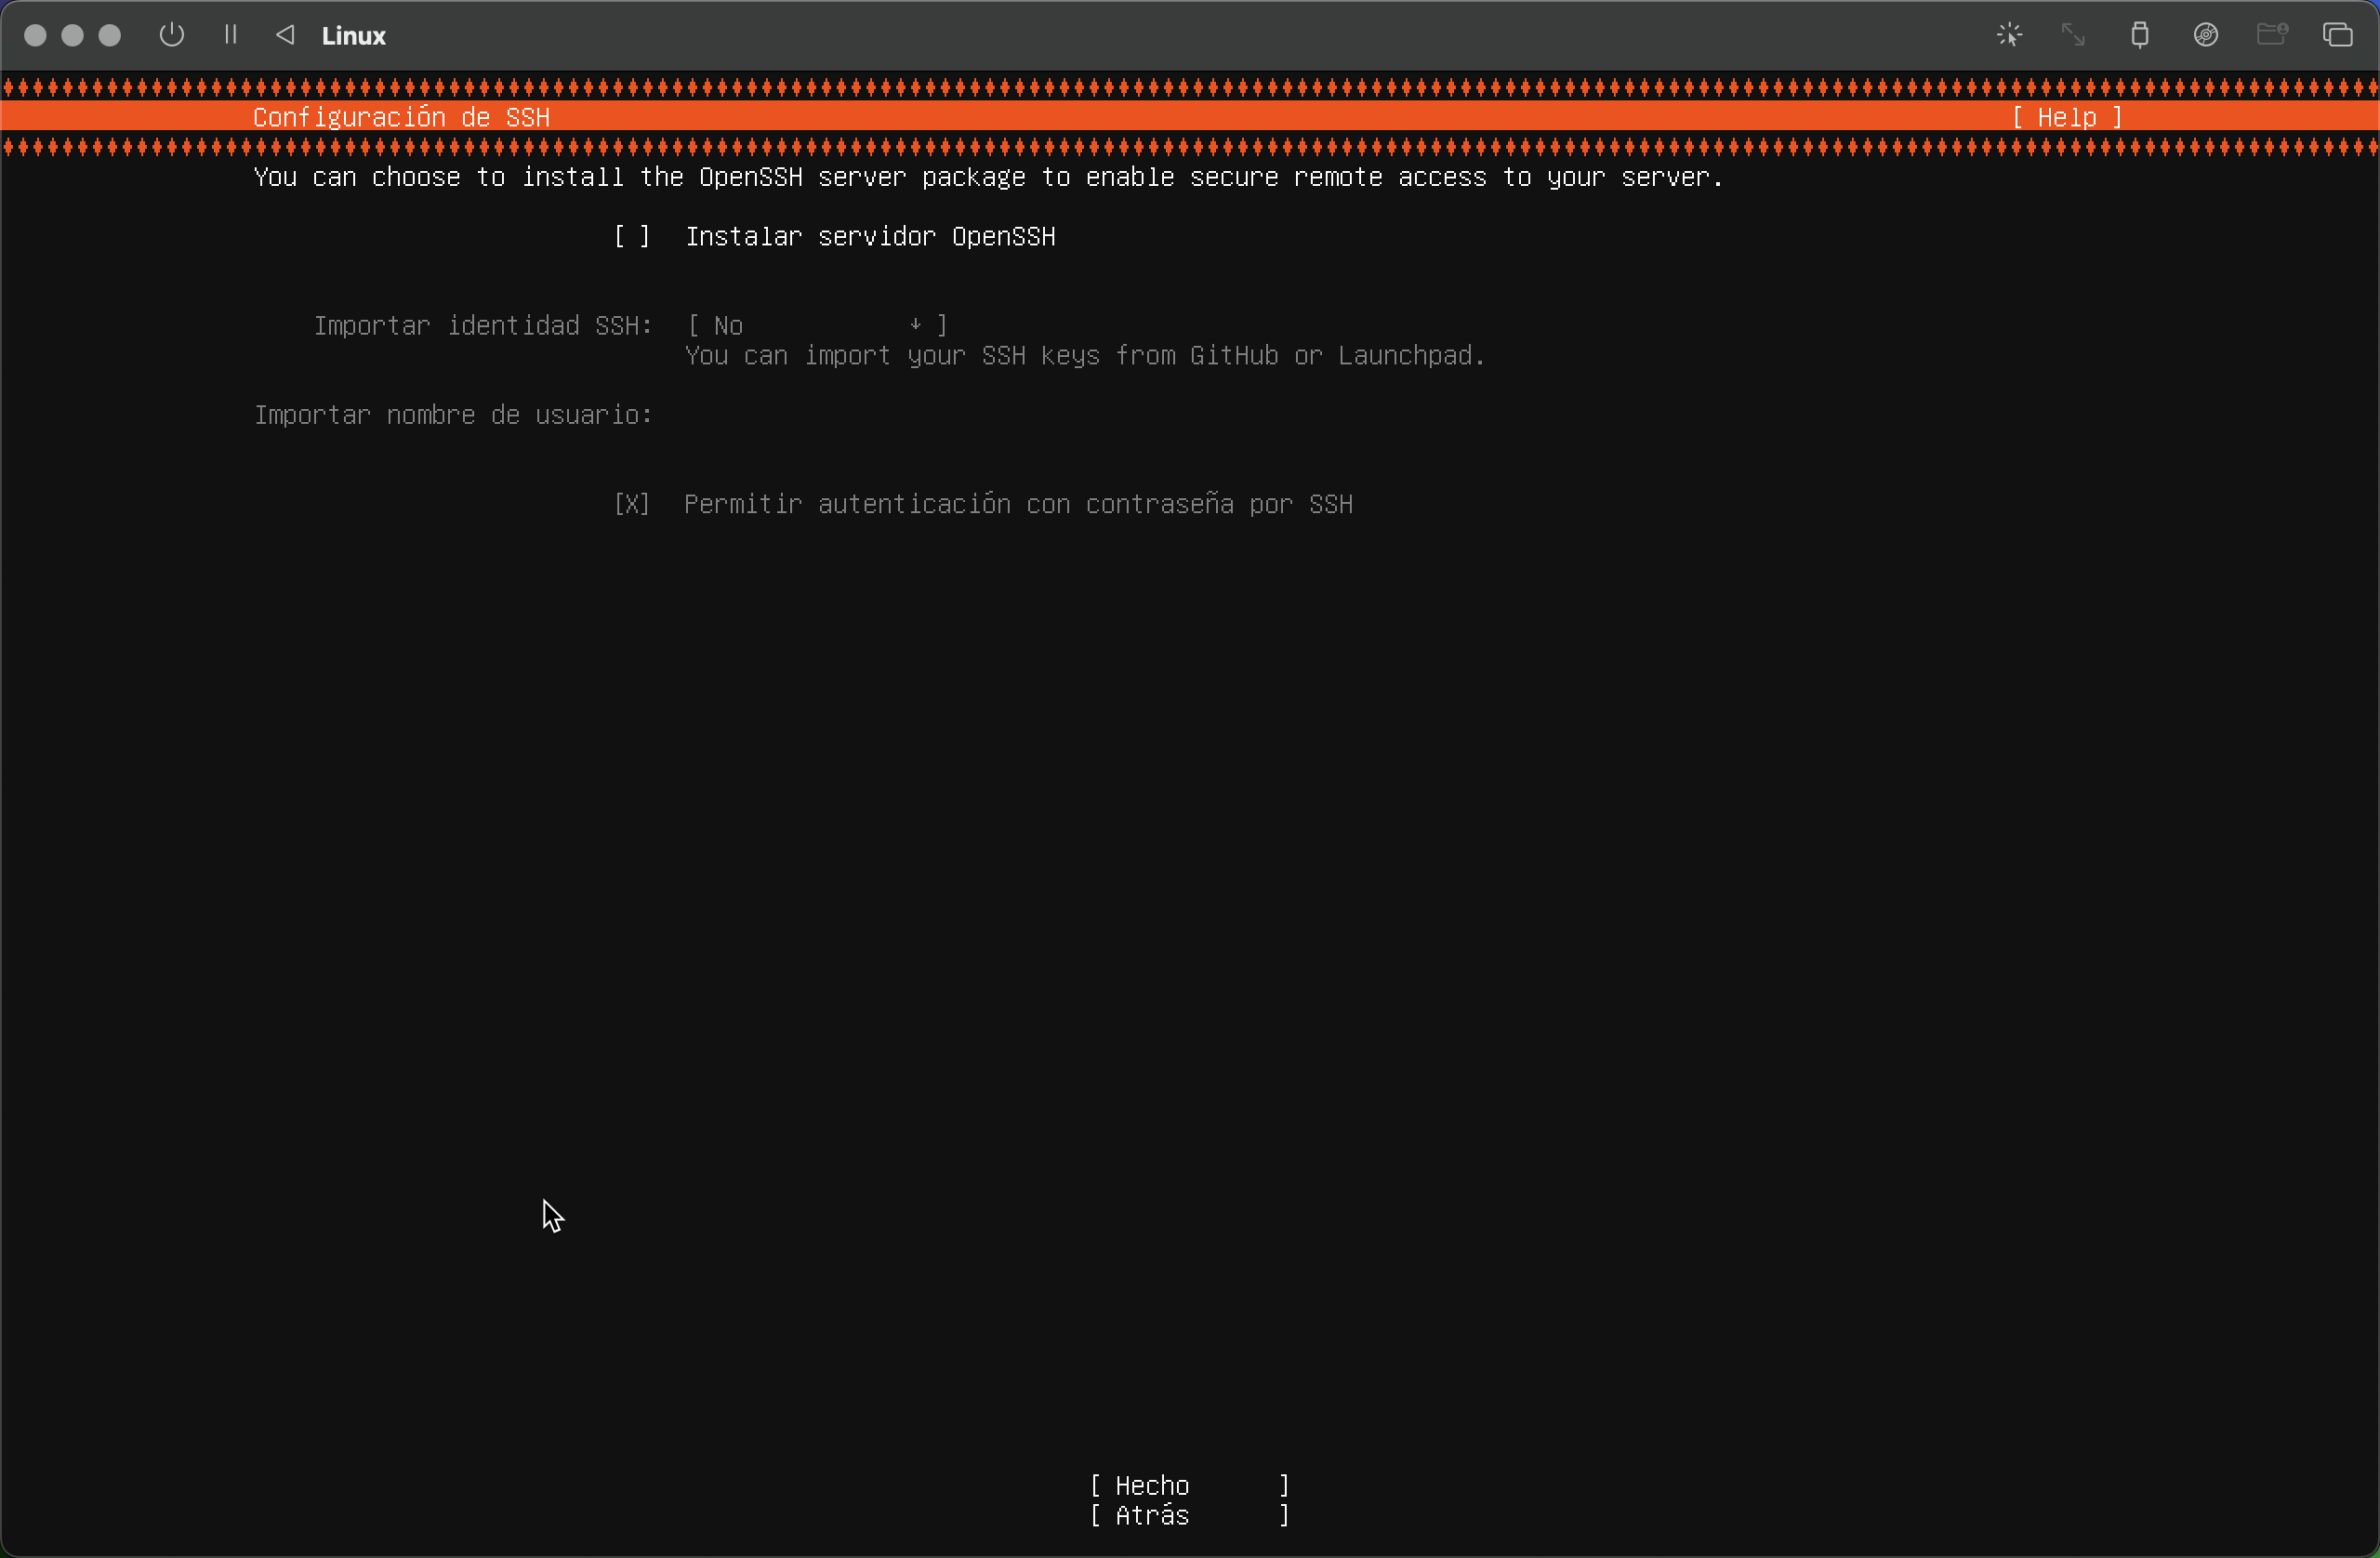 Linux
Configuración de SSH [ Help ]
You can choose to install the OpenSSH server package to enable secure remote access to your server.
[ ] Instalar servidor OpenSSH
Importar identidad SSH: [ No ↓ ]
You can import your SSH keys from GitHub or Launchpad.
Importar nombre de usuario:
[X] Permitir autenticación con contraseña por SSH
[ Hecho ]
[ Atrás ]